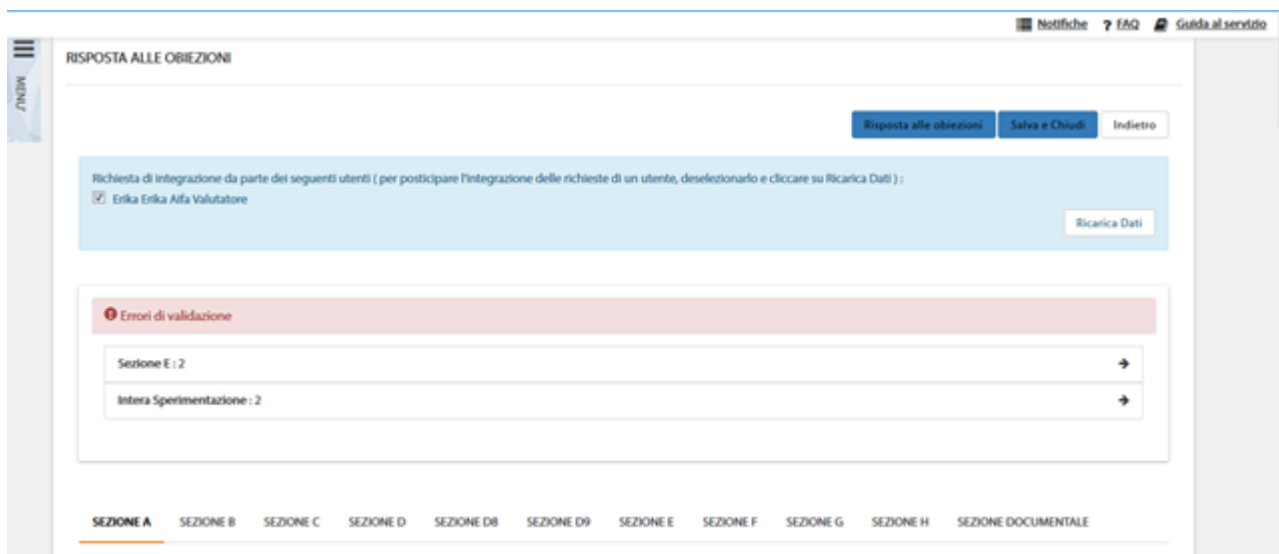 Notifiche ? FAQ Guida al servizio
MENU'
RISPOSTA ALLE OBIEZIONI
Risposta alle obiezioni Salva e Chiudi Indietro
Richiesta di integrazione da parte dei seguenti utenti ( per posticipare l'integrazione delle richieste di un utente, deselezionarlo e cliccare su Ricarica Dati ) :
Erika Erika Alfa Valutatore
Ricarica Dati
Errori di validazione
Sezione E : 2
Intera Sperimentazione : 2
SEZIONE A SEZIONE B SEZIONE C SEZIONE D SEZIONE D8 SEZIONE D9 SEZIONE E SEZIONE F SEZIONE G SEZIONE H SEZIONE DOCUMENTALE